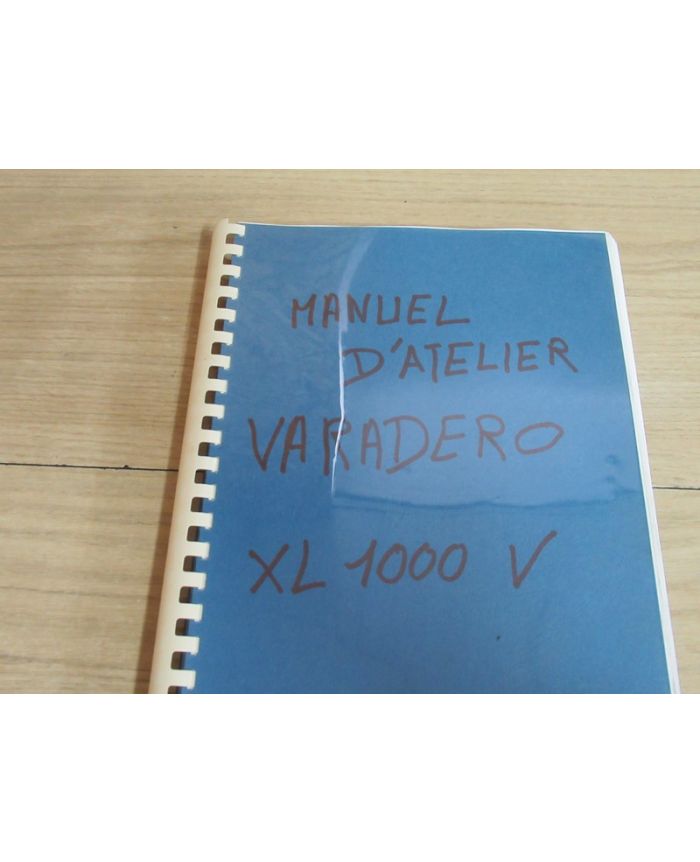 MANUEL
D'ATELIER
VARADERO
XL 1000 V